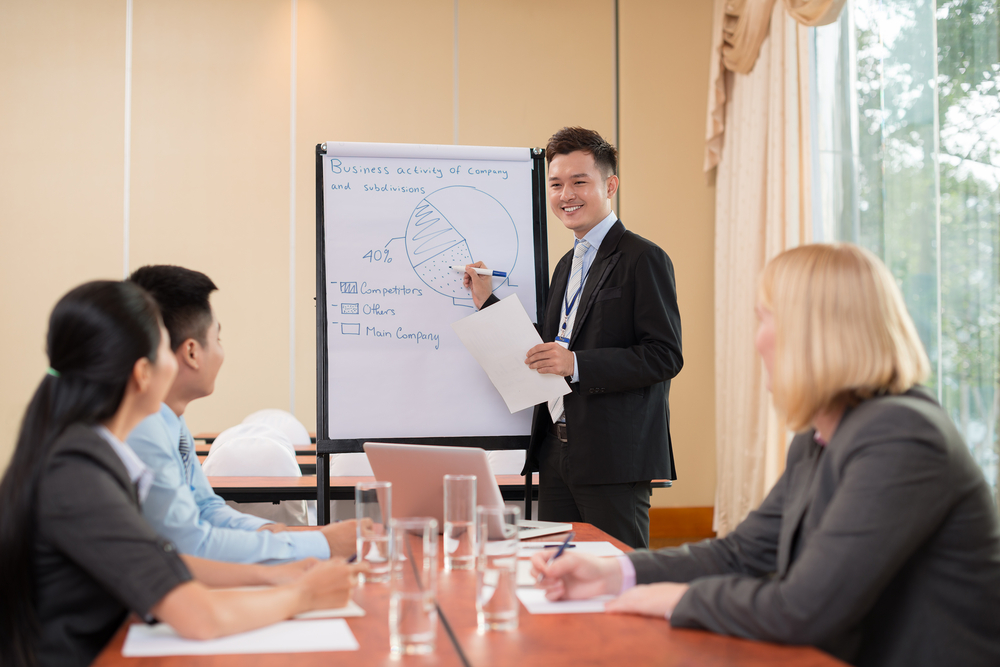 Business activity of company
and subdivisions
40%
- Competitors
- Others
- Main Company